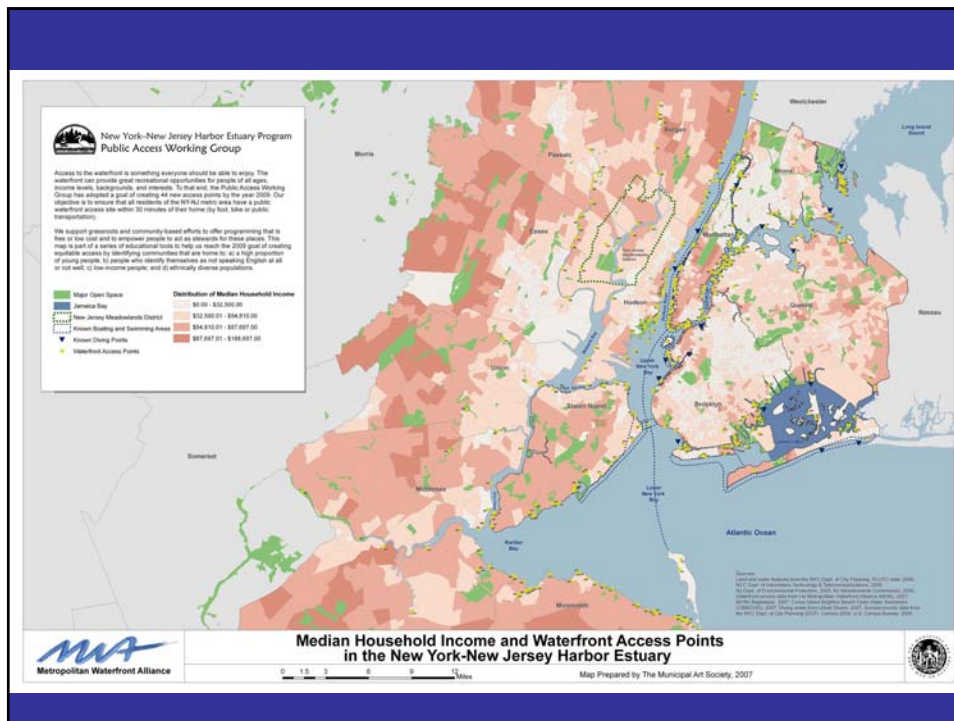 New York–New Jersey Harbor Estuary Program
Public Access Working Group
Access to the waterfront is something everyone should be able to enjoy. The
waterfront can provide great recreational opportunities for people of all ages,
income levels, backgrounds, and interests. To that end, the Public Access Working
Group has adopted a goal of creating 44 new access points by the year 2009. Our
objective is to ensure that all residents of the NY-NJ metro area have a public
waterfront access site within 30 minutes of their home (by foot, bike or public
transportation).
We support grassroots and community-based efforts to offer programming that is
free or low cost and to empower people to act as stewards for these places. This
map is part of a series of educational tools to help us reach the 2009 goal of creating
equitable access by identifying communities that are home to: a) a high proportion
of young people; b) people who identify themselves as not speaking English at all
or not well; c) low-income people; and d) ethnically diverse populations.
Major Open Space
Jamaica Bay
New Jersey Meadowlands District
Known Boating and Swimming Areas
Known Diving Points
Waterfront Access Points
Distribution of Median Household Income
$0.00 - $32,500.00
$32,500.01 - $54,810.00
$54,810.01 - $87,697.00
$87,697.01 - $188,697.00
Westchester
Long Island
Sound
Bergen
Morris
Passaic
Bronx
Essex
Manhattan
Hudson
Queens
Nassau
Upper
New York
Bay
Union
Brooklyn
Staten Island
Somerset
Middlesex
Lower
New York
Bay
Raritan
Bay
Atlantic Ocean
Monmouth
Sources
MWA
Metropolitan Waterfront Alliance
Median Household Income and Waterfront Access Points
in the New York-New Jersey Harbor Estuary
0 1.5 3 6 9 12
Miles
Map Prepared by The Municipal Art Society, 2007